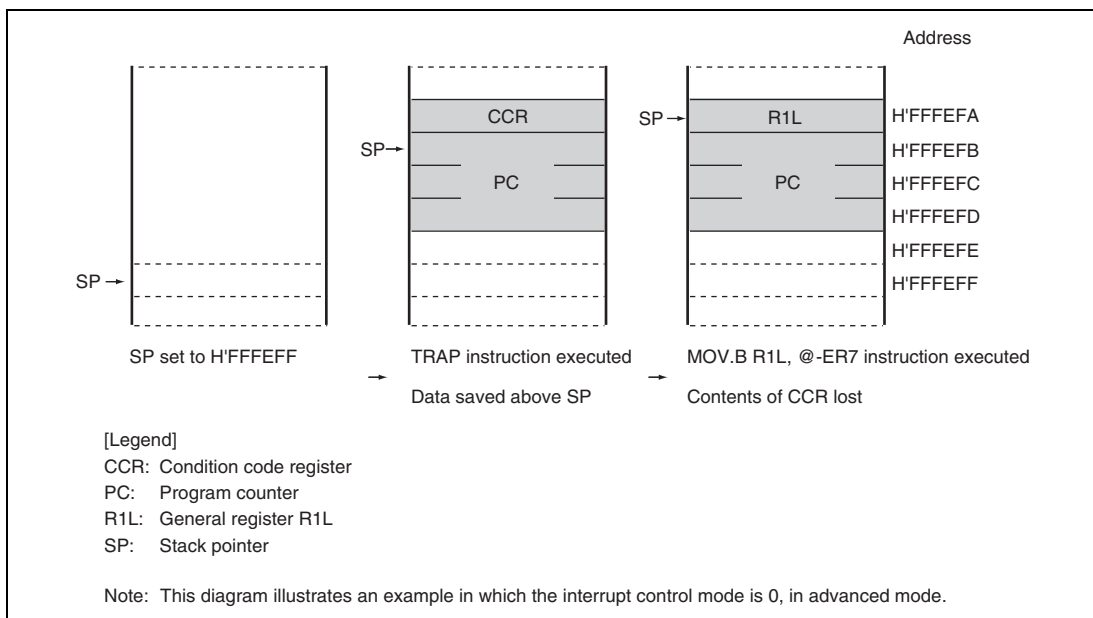 Address
CCR
SP
R1L
H'FFFEFA
SP
H'FFFEFB
PC
PC
H'FFFEFC
H'FFFEFD
H'FFFEFE
SP
H'FFFEFF
SP set to H'FFFEFF
TRAP instruction executed
MOV.B R1L, @-ER7 instruction executed
Data saved above SP
Contents of CCR lost
[Legend]
CCR: Condition code register
PC: Program counter
R1L: General register R1L
SP: Stack pointer
Note: This diagram illustrates an example in which the interrupt control mode is 0, in advanced mode.